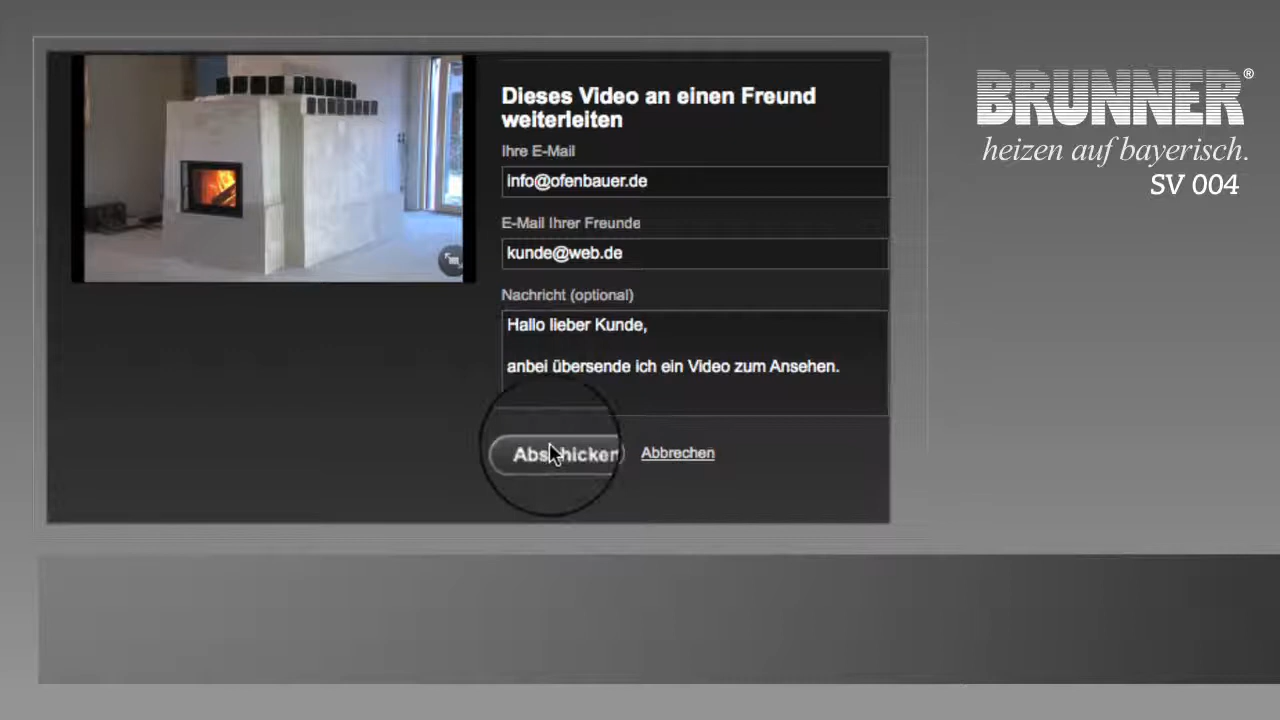 BRUNNER®
heizen auf bayerisch.
SV 004
Dieses Video an einen Freund
weiterleiten
Ihre E-Mail
info@ofenbauer.de
E-Mail Ihrer Freunde
kunde@web.de
Nachricht (optional)
Hallo lieber Kunde,
anbei übersende ich ein Video zum Ansehen.
Abschicken Abbrechen